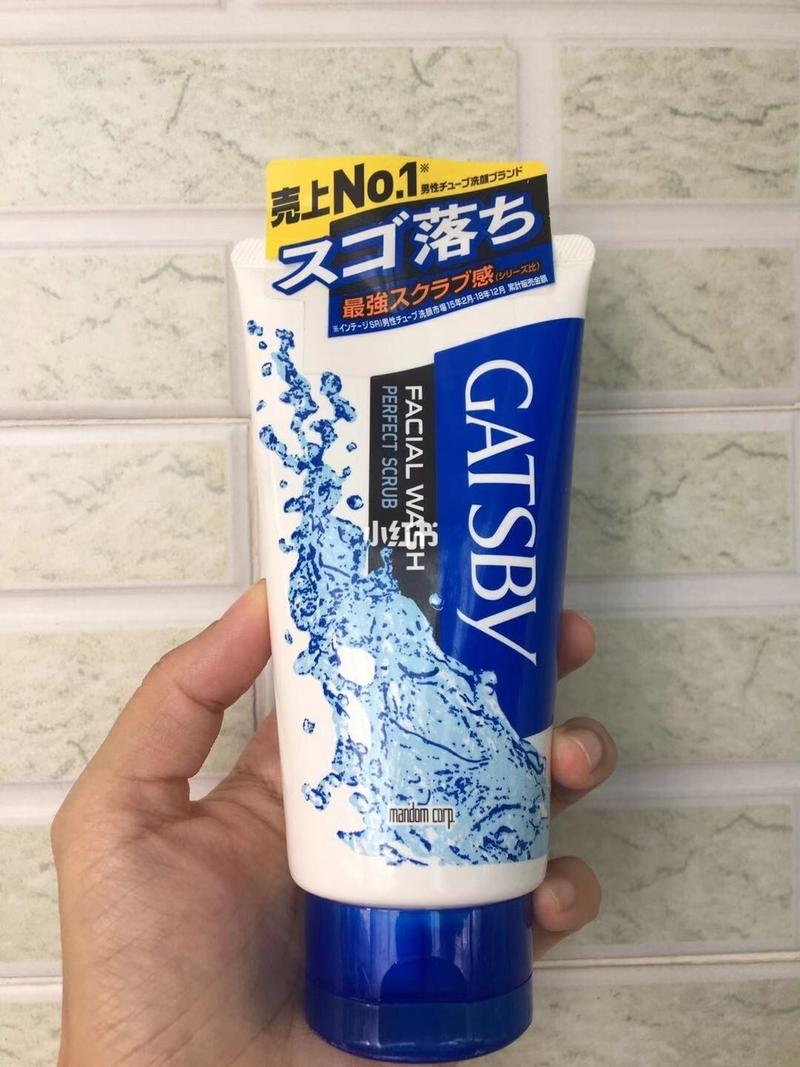 売上No.1※男性チューブ洗顔ブランド
スゴ落ち
最強スクラブ感(シリーズ比)
※インテージSRI男性チューブ洗顔市場15年2月-18年12月 累計販売金額
GATSBY
FACIAL WASH
PERFECT SCRUB
小红书
mandom corp.